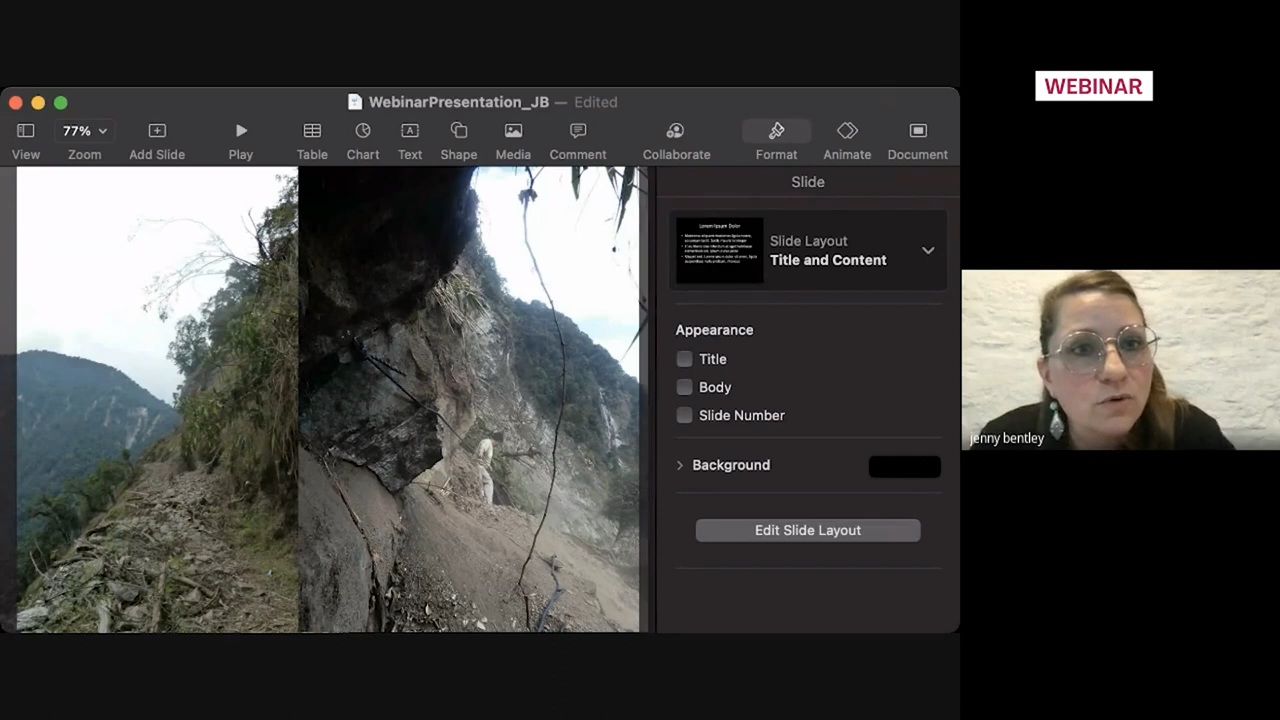 WEBINAR
WebinarPresentation_JB — Edited
77%
View
Zoom
Add Slide
Play
Table
Chart
Text
Shape
Media
Comment
Collaborate
Format
Animate
Document
Slide
Slide Layout
Title and Content
Appearance
Title
Body
Slide Number
Background
Edit Slide Layout
jenny bentley